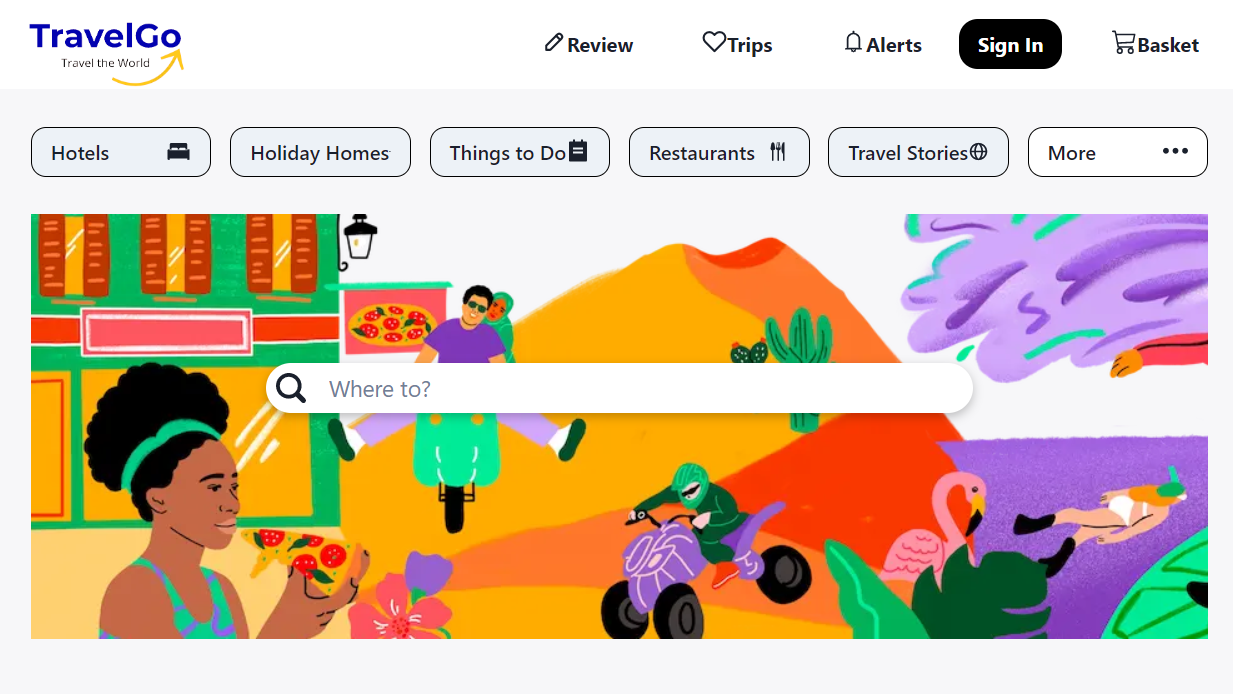 TravelGo
Travel the World
Review
Trips
Alerts
Sign In
Basket
Hotels
Holiday Homes
Things to Do
Restaurants
Travel Stories
More
Where to?